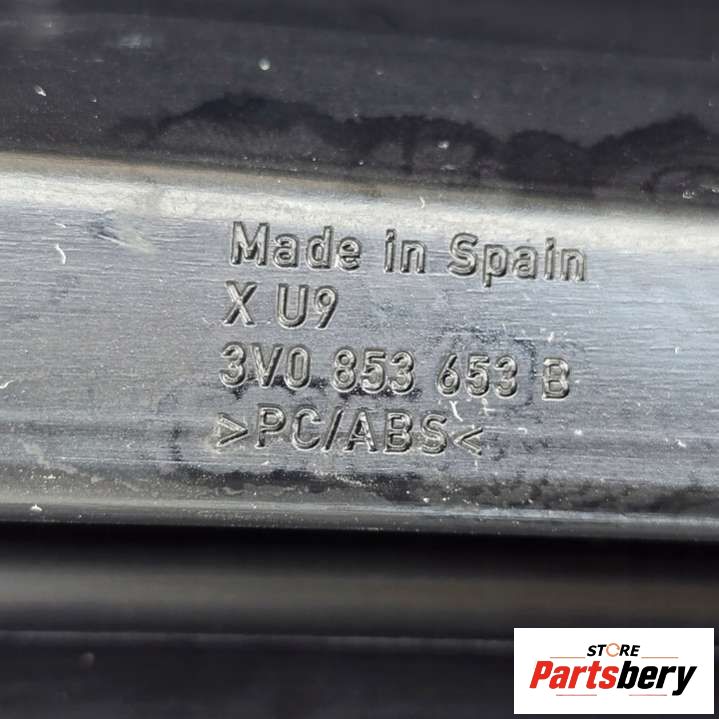 Made in Spain
X U9
3V0 853 653 B
>PC/ABS<
STORE
Partsbery